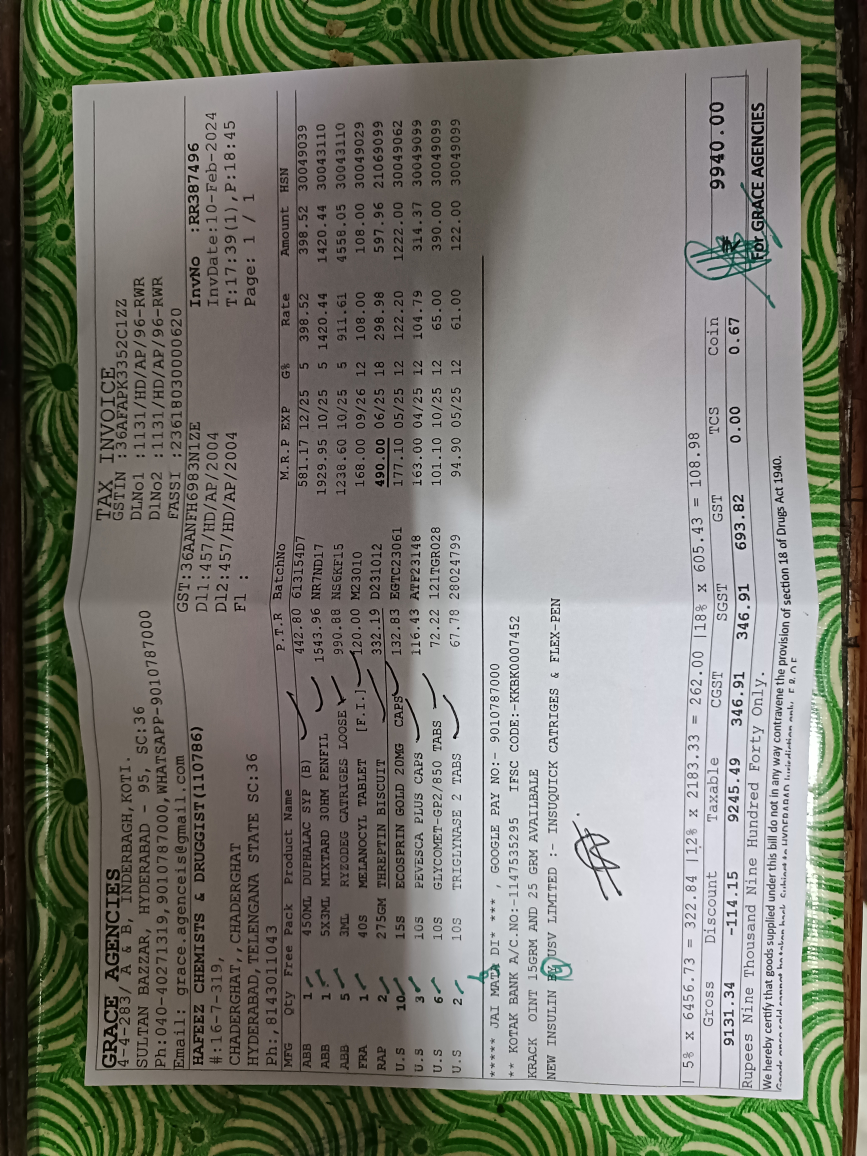 TAX INVOICE
GRACE AGENCIES
4-4-283/ A & B, INDERBAGH,KOTI.
SULTAN BAZZAR, HYDERABAD - 95, SC:36
Ph:040-40271319,9010787000,WHATSAPP-9010787000
Email: grace.agenceis@gmail.com
GSTIN :36AFAPK3352C1ZZ
DLNo1 :1131/HD/AP/96-RWR
DlNo2 :1131/HD/AP/96-RWR
FASSI :23618030000620
HAFEEZ CHEMISTS & DRUGGIST(110786)
#:16-7-319,
CHADERGHAT,,CHADERGHAT
HYDERABAD,TELENGANA STATE SC:36
Ph:,8143011043
GST:36AANFH6983N1ZE
Dl1:457/HD/AP/2004
Dl2:457/HD/AP/2004
Fl :
InvNo :RR387496
InvDate:10-Feb-2024
T:17:39(1),P:18:45
Page: 1 / 1
MFG Qty Free Pack Product Name P.T.R BatchNo M.R.P EXP G% Rate Amount HSN
ABB 1 450ML DUPHALAC SYP (B) 442.80 613154D7 581.17 12/25 5 398.52 398.52 30049039
ABB 1 5X3ML MIXTARD 30HM PENFIL 1543.96 NR7ND17 1929.95 10/25 5 1420.44 1420.44 30043110
ABB 5 3ML RYZODEG CATRIGES LOOSE 990.88 NS6KF15 1238.60 10/25 5 911.61 4558.05 30043110
FRA 1 40S MELANOCYL TABLET [F.I.] 120.00 M23010 168.00 09/26 12 108.00 108.00 30049029
RAP 2 275GM THREPTIN BISCUIT 332.19 D231012 490.00 06/25 18 298.98 597.96 21069099
U.S 10 15S ECOSPRIN GOLD 20MG CAPS 132.83 EGTC23061 177.10 05/25 12 122.20 1222.00 30049062
U.S 3 10S PEVESCA PLUS CAPS 116.43 ATF23148 163.00 04/25 12 104.79 314.37 30049099
U.S 6 10S GLYCOMET-GP2/850 TABS 72.22 121TGR028 101.10 10/25 12 65.00 390.00 30049099
U.S 2 10S TRIGLYNASE 2 TABS 67.78 28024799 94.90 05/25 12 61.00 122.00 30049099
***** JAI MATA DI* *** , GOOGLE PAY NO:- 9010787000
** KOTAK BANK A/C.NO:-1147535295 IFSC CODE:-KKBK0007452
KRACK OINT 15GRM AND 25 GRM AVAILBALE
NEW INSULIN BY USV LIMITED :- INSUQUICK CATRIGES & FLEX-PEN
| 5% x 6456.73 = 322.84 |12% x 2183.33 = 262.00 |18% x 605.43 = 108.98
Gross Discount Taxable CGST SGST GST TCS Coin
9131.34 -114.15 9245.49 346.91 346.91 693.82 0.00 0.67 9940.00
Rupees Nine Thousand Nine Hundred Forty Only.
For GRACE AGENCIES
We hereby certify that goods supplied under this bill do not in any way contravene the provision of section 18 of Drugs Act 1940.